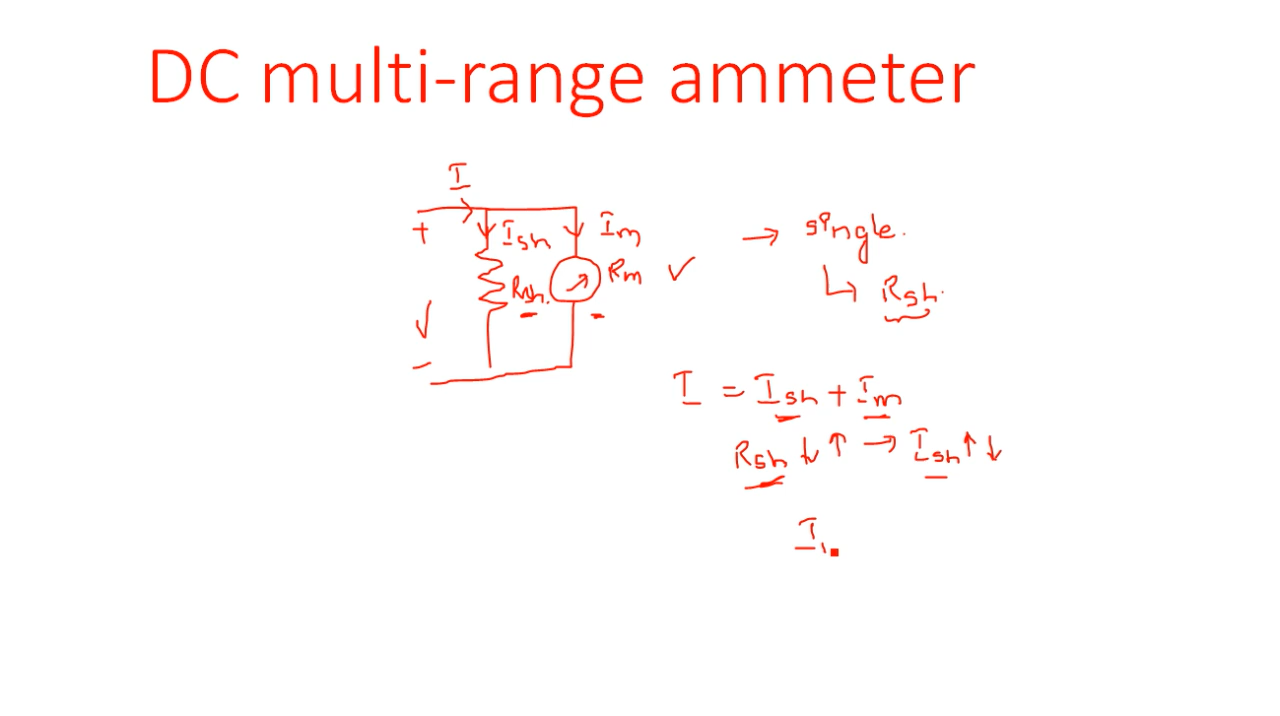 DC multi-range ammeter
I
+ Ish Im → single.
Rsh. Rm ✓ ↳ Rsh.
−
I = Ish + Im
Rsh ↓ ↑ → Ish ↑ ↓
I